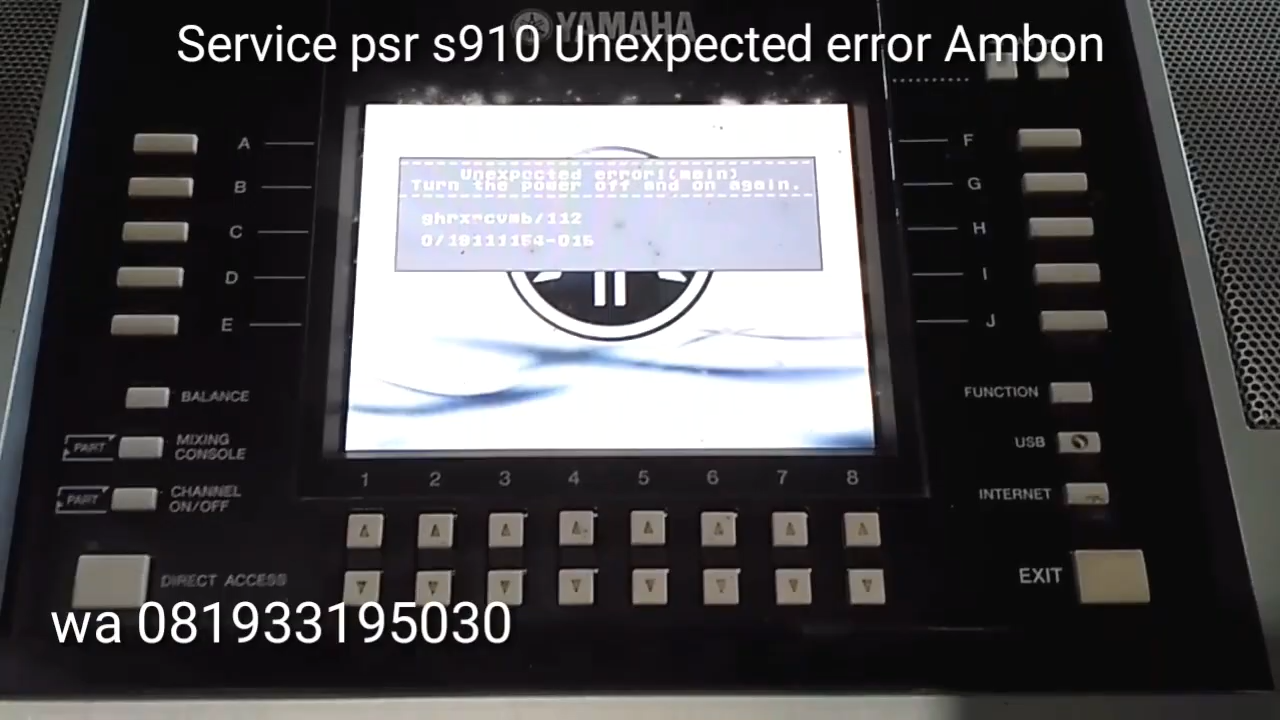 YAMAHA
Service psr s910 Unexpected error Ambon
Unexpected error!(main)
Turn the power off and on again.
0/19111154-015
A
B
C
D
E
F
G
H
I
J
BALANCE
PART
MIXING
CONSOLE
PART
CHANNEL
ON/OFF
DIRECT ACCESS
FUNCTION
USB
INTERNET
EXIT
1 2 3 4 5 6 7 8
wa 081933195030